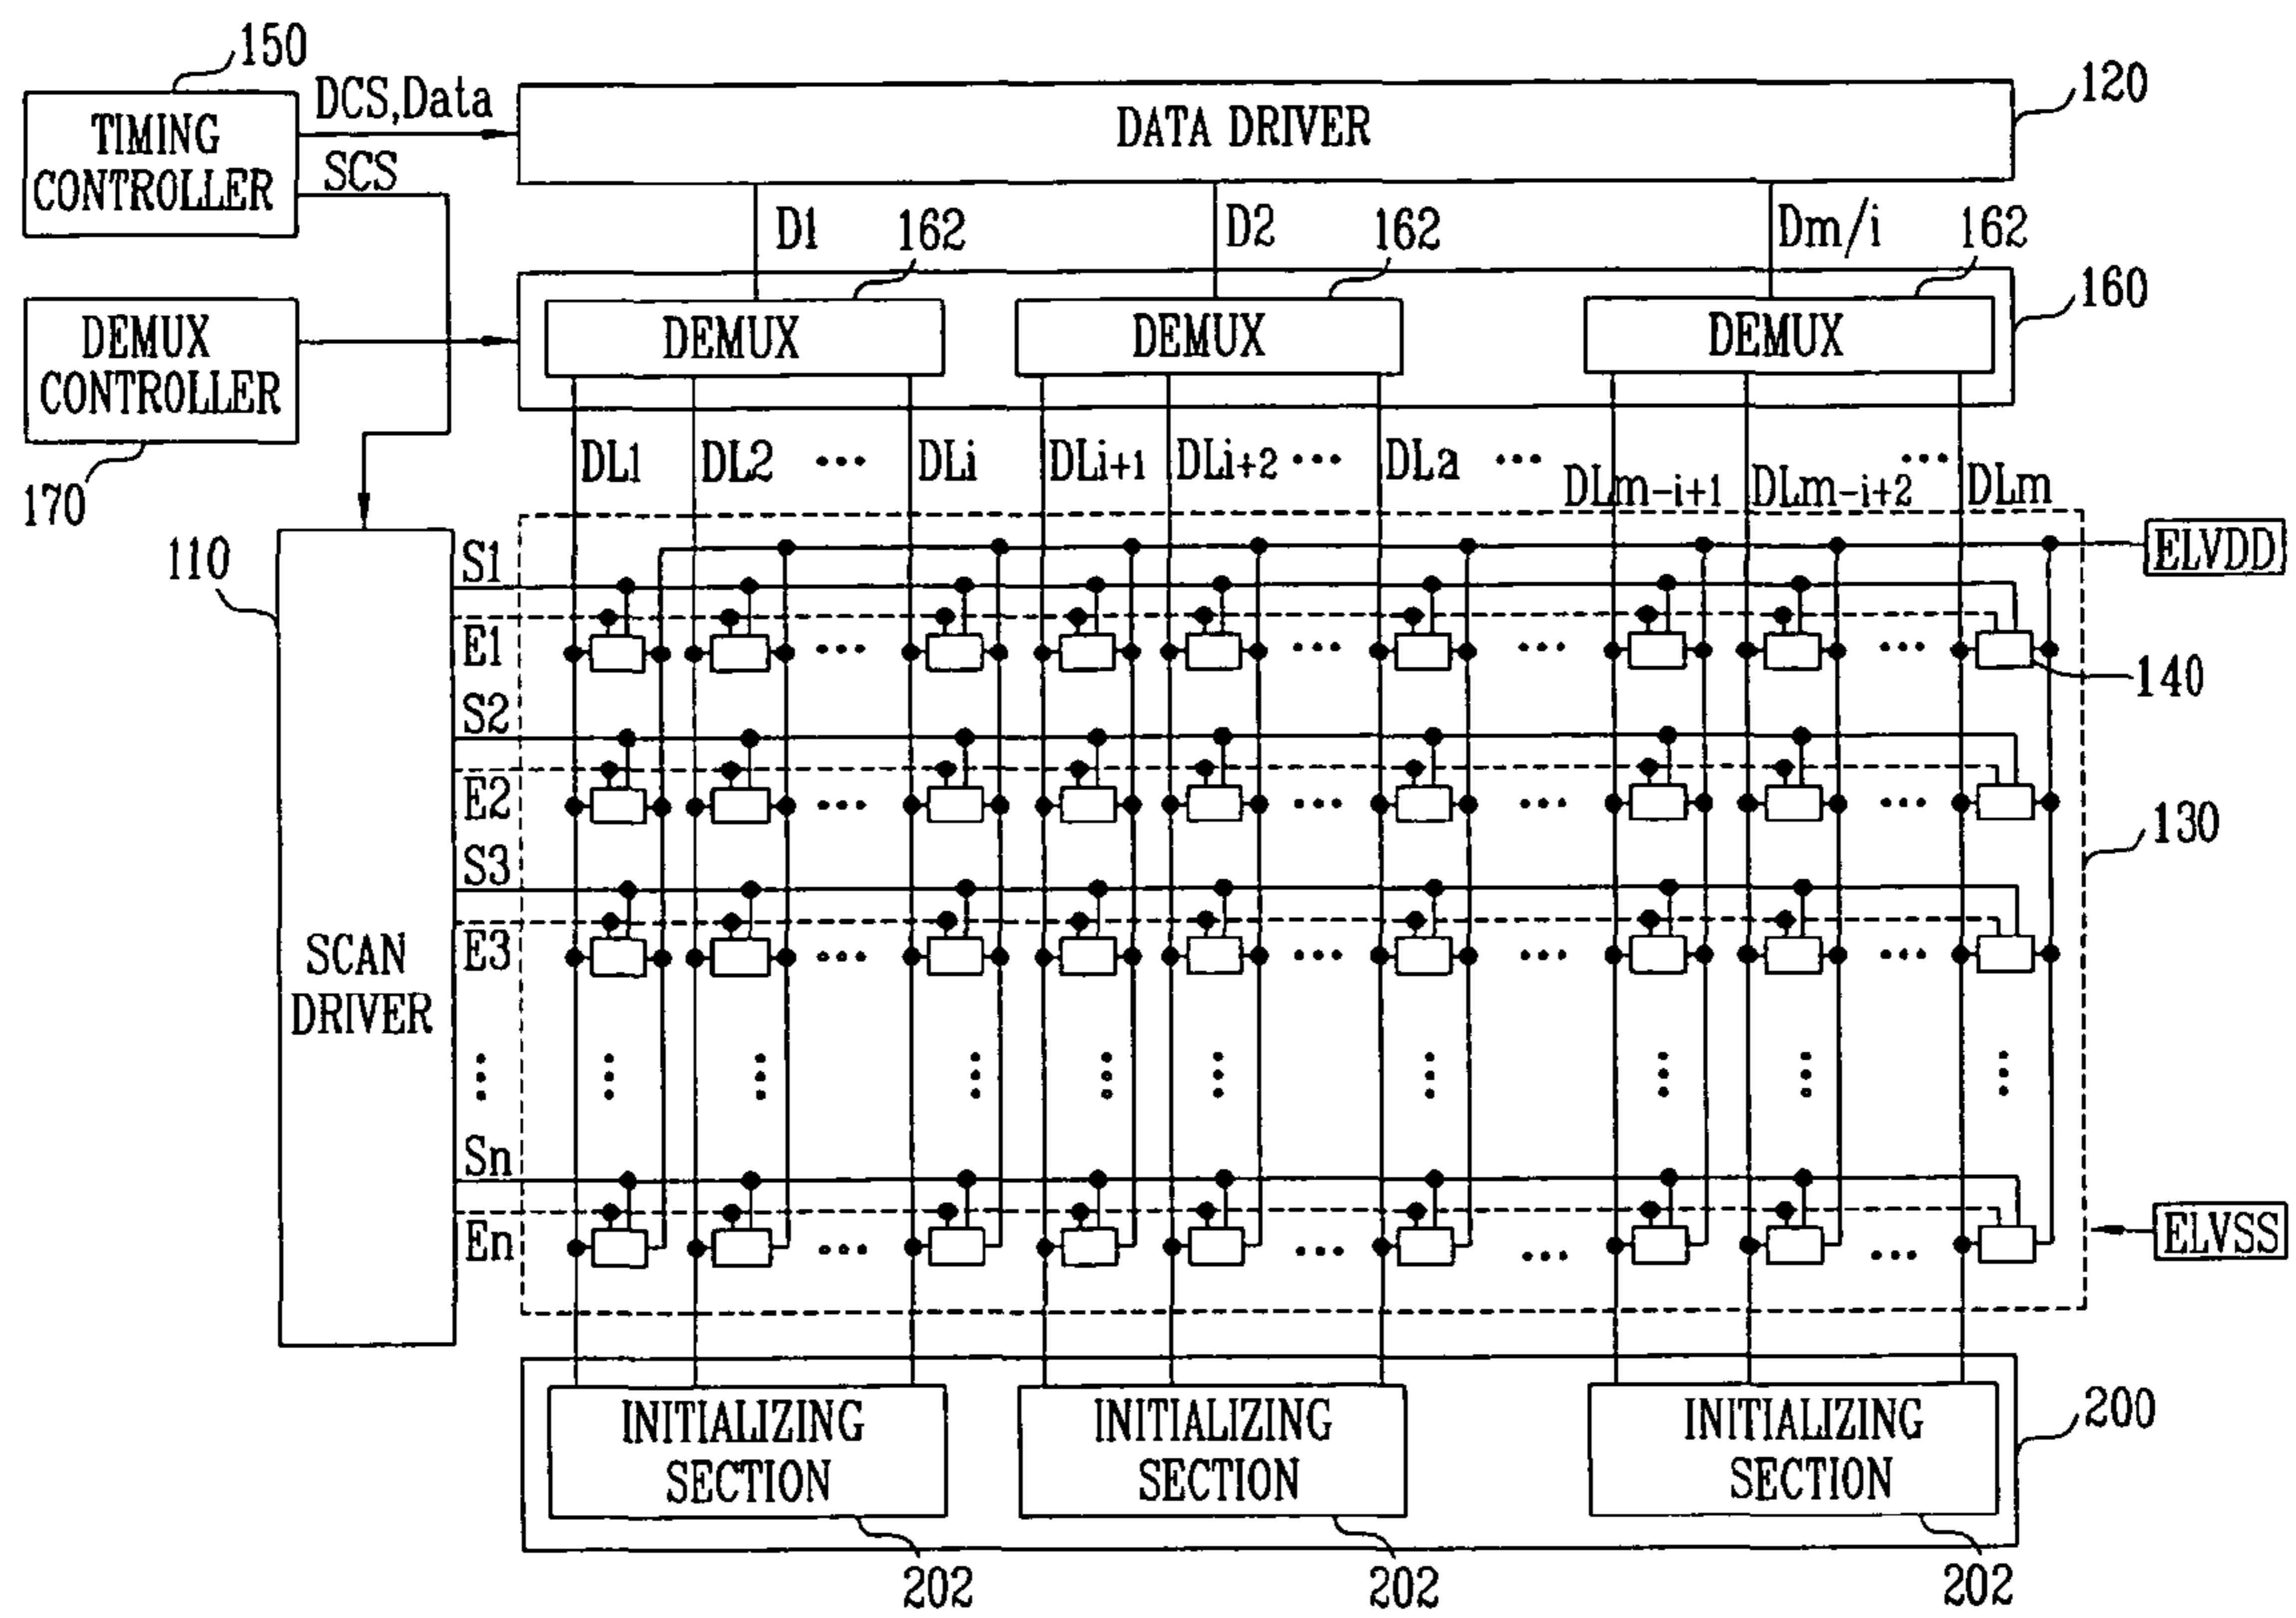 150
DCS,Data
120
TIMING
CONTROLLER
DATA DRIVER
SCS
D1
162
D2
162
Dm/i
162
160
DEMUX
CONTROLLER
DEMUX
DEMUX
DEMUX
170
DL1
DL2
...
DLi
DLi+1
DLi+2
...
DLa
...
DLm-i+1
DLm-i+2
...
DLm
110
S1
ELVDD
E1
140
S2
E2
130
S3
E3
SCAN
DRIVER
Sn
En
ELVSS
INITIALIZING
SECTION
INITIALIZING
SECTION
INITIALIZING
SECTION
200
202
202
202